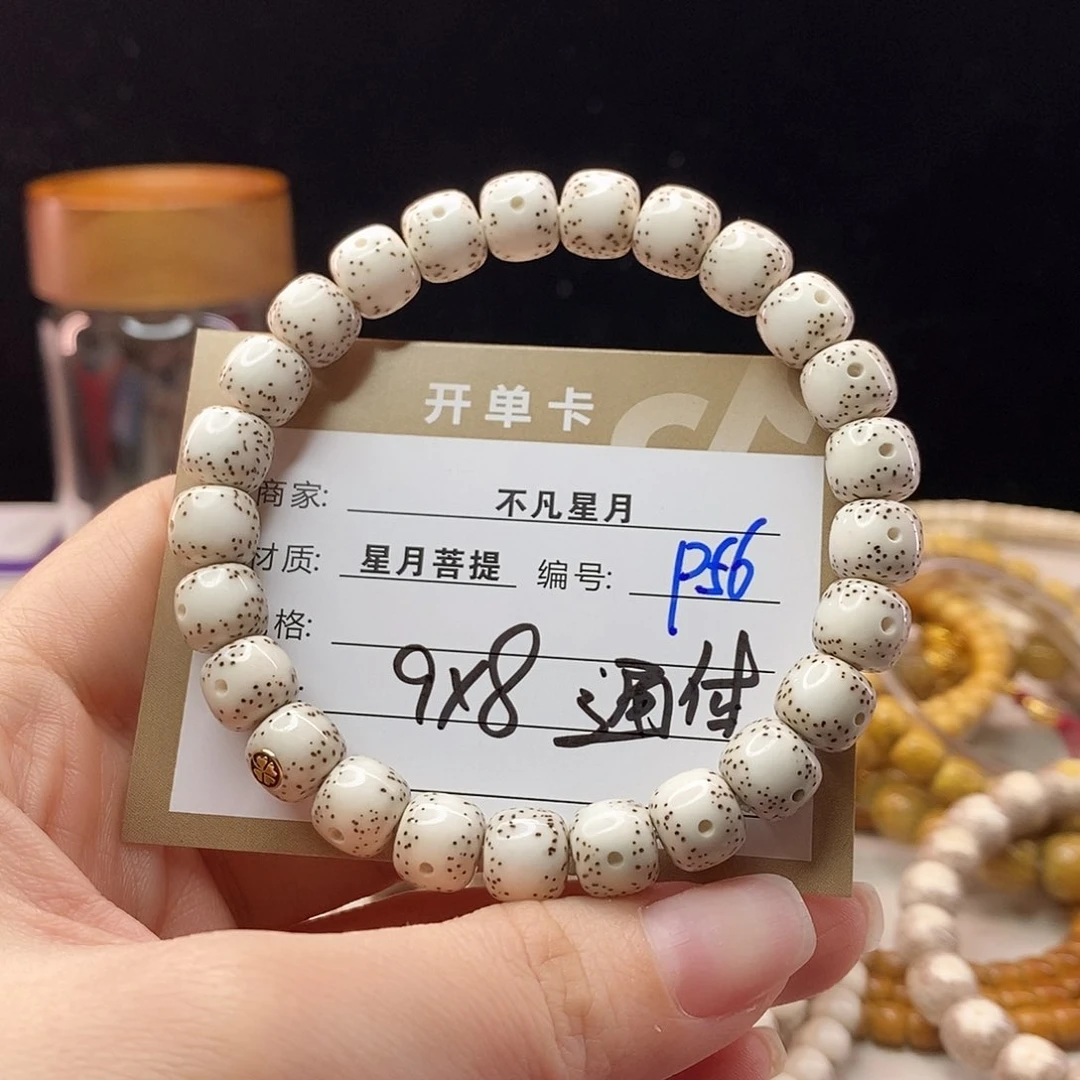 开单卡
商家: 不凡星月
材质: 星月菩提 编号: P56
格:
9x8 通体